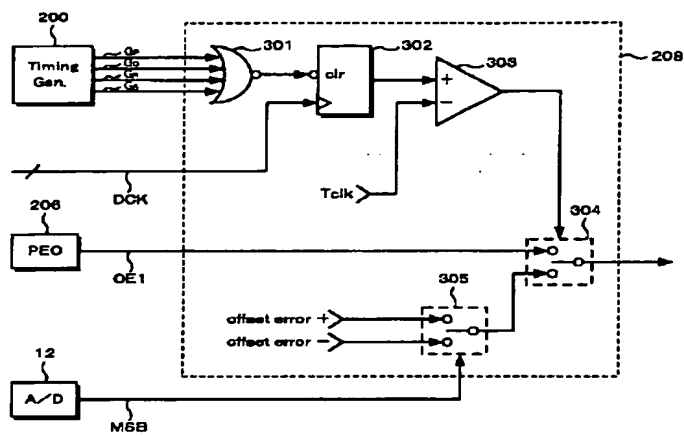 200
301
302
303
208
Timing
Gen.
clr
+
−
Tclk
DCK
206
304
PEO
OE1
305
offset error +
offset error −
12
A/D
MSB